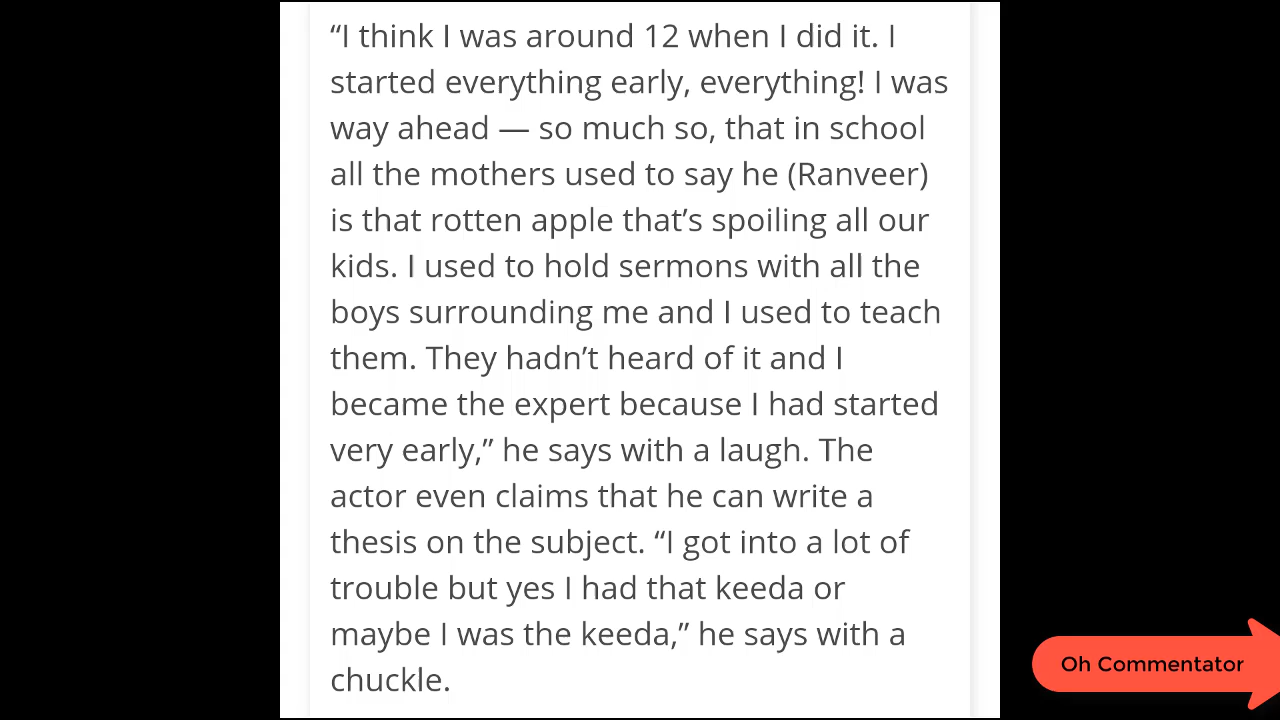 “I think I was around 12 when I did it. I
started everything early, everything! I was
way ahead — so much so, that in school
all the mothers used to say he (Ranveer)
is that rotten apple that’s spoiling all our
kids. I used to hold sermons with all the
boys surrounding me and I used to teach
them. They hadn’t heard of it and I
became the expert because I had started
very early,” he says with a laugh. The
actor even claims that he can write a
thesis on the subject. “I got into a lot of
trouble but yes I had that keeda or
maybe I was the keeda,” he says with a
chuckle.
Oh Commentator